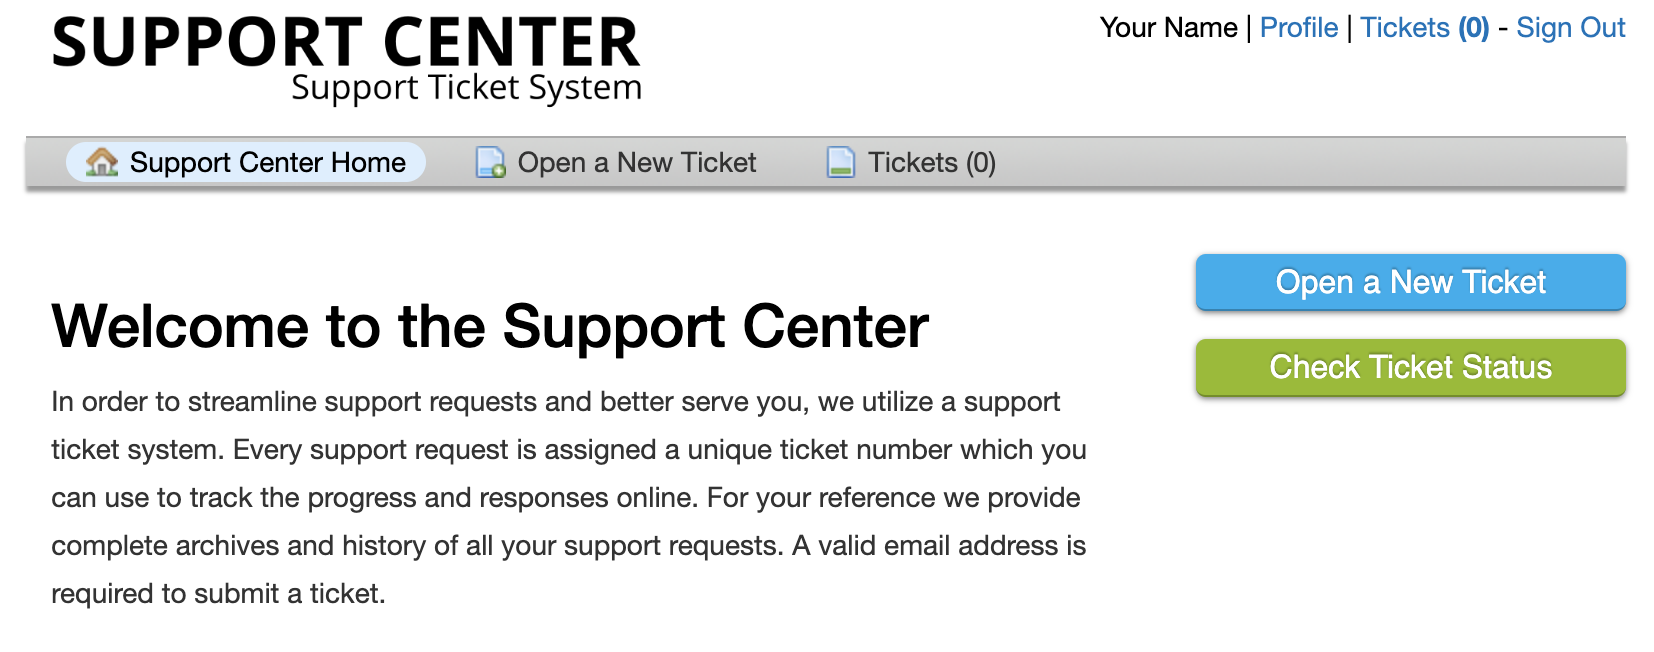 SUPPORT CENTER
Support Ticket System
Your Name | Profile | Tickets (0) - Sign Out
Support Center Home
Open a New Ticket
Tickets (0)
Open a New Ticket
Check Ticket Status
Welcome to the Support Center
In order to streamline support requests and better serve you, we utilize a support
ticket system. Every support request is assigned a unique ticket number which you
can use to track the progress and responses online. For your reference we provide
complete archives and history of all your support requests. A valid email address is
required to submit a ticket.